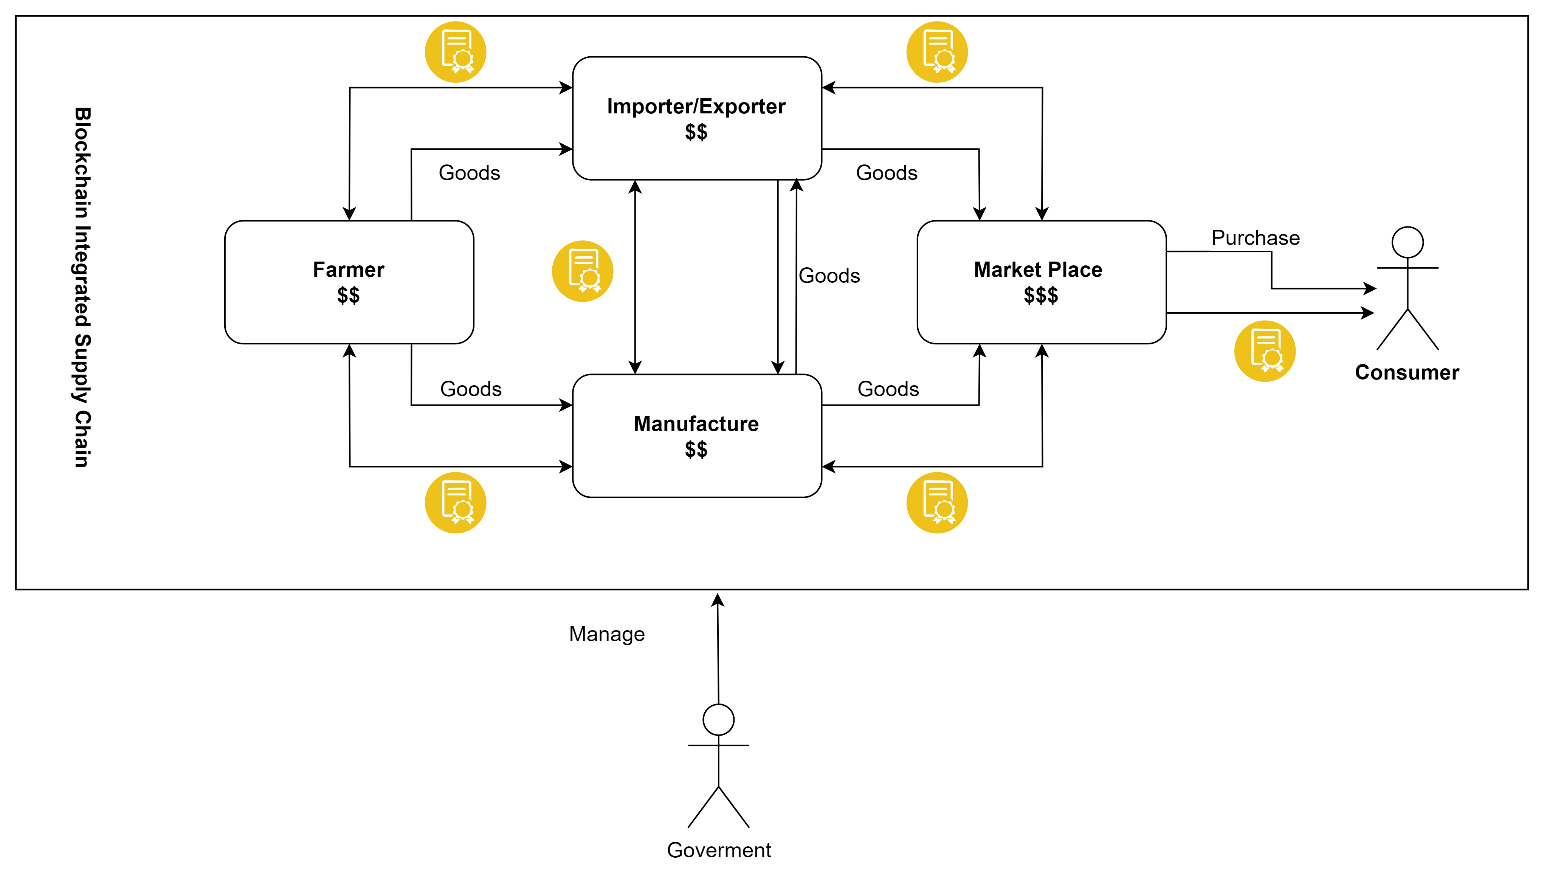 Blockchain Integrated Supply Chain
Importer/Exporter
$$
Goods
Goods
Farmer
$$
Goods
Market Place
$$$
Purchase
Consumer
Goods
Goods
Manufacture
$$
Manage
Goverment